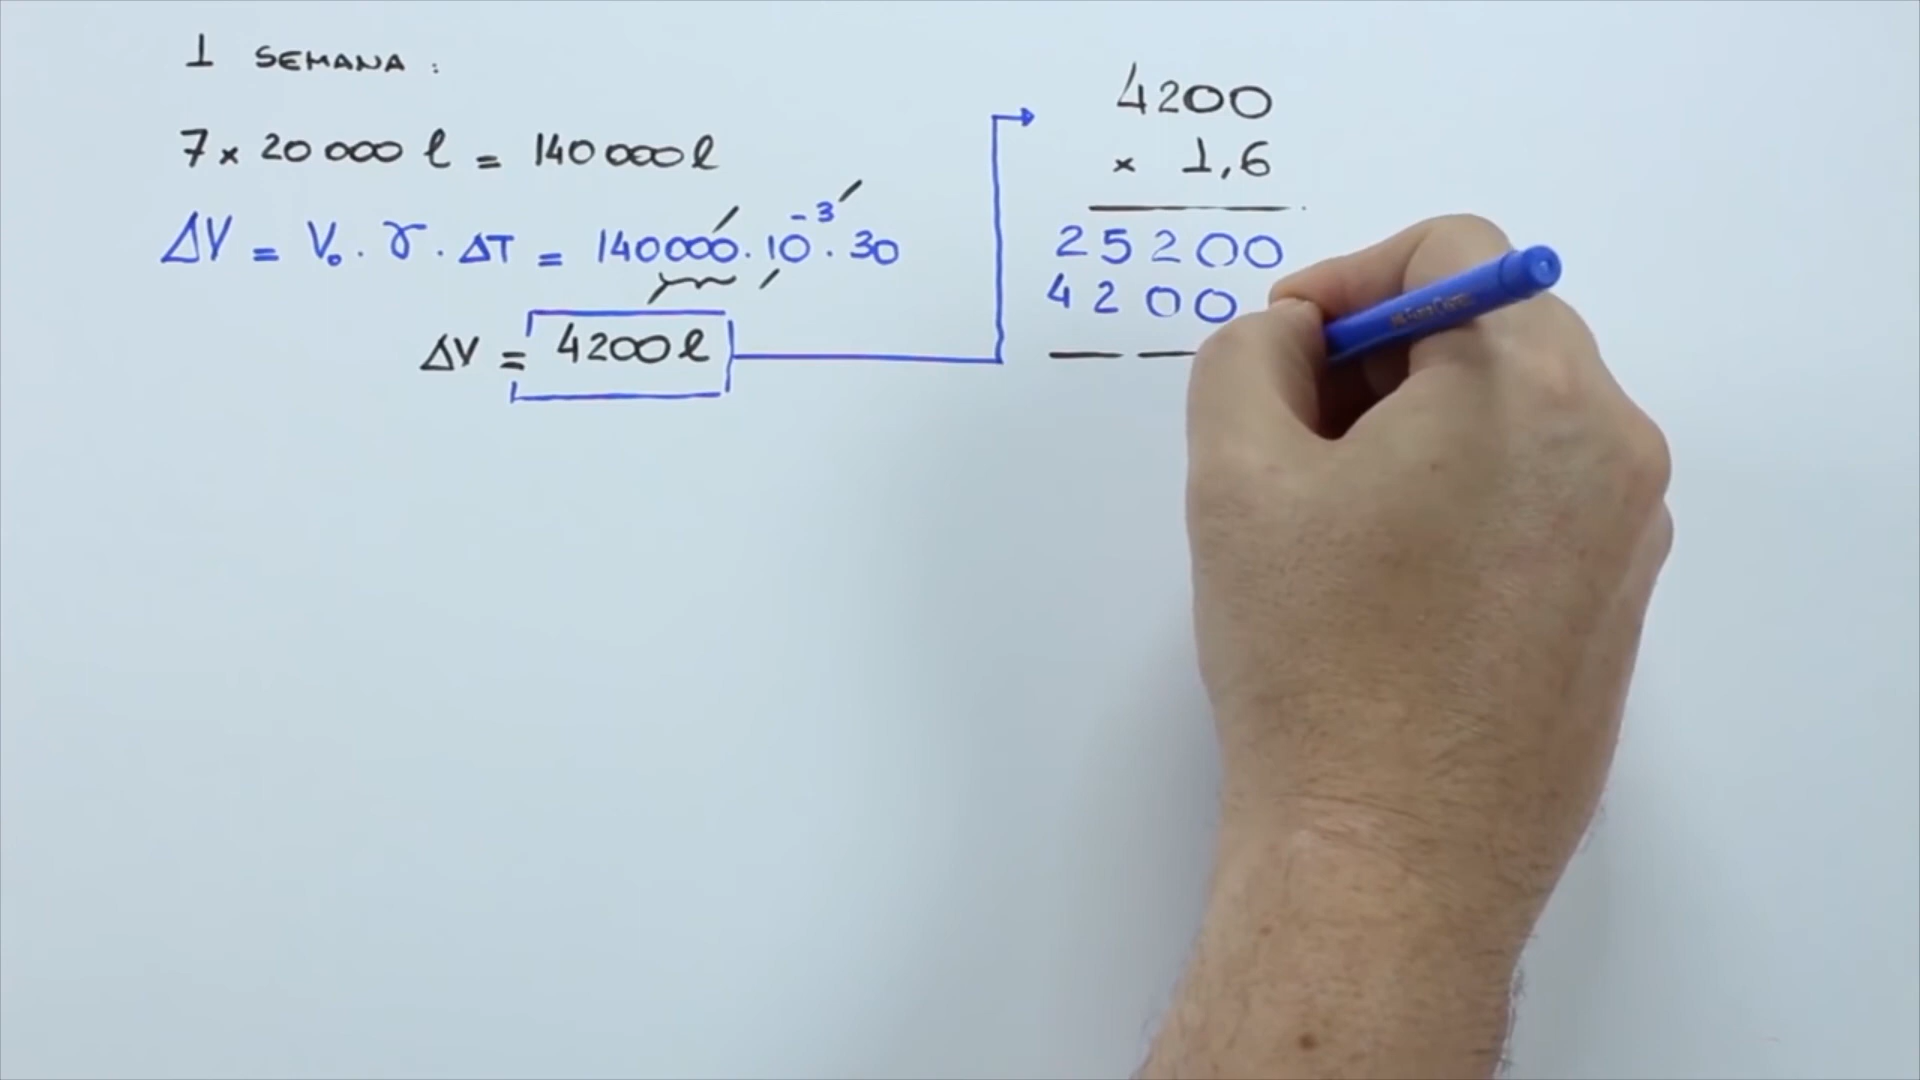 1 SEMANA :
7 x 20 000 l = 140 000 l
ΔV = V₀ . γ . ΔT = 140000 . 10⁻³ . 30
ΔV = 4200 l
4200
x 1,6
25200
4200